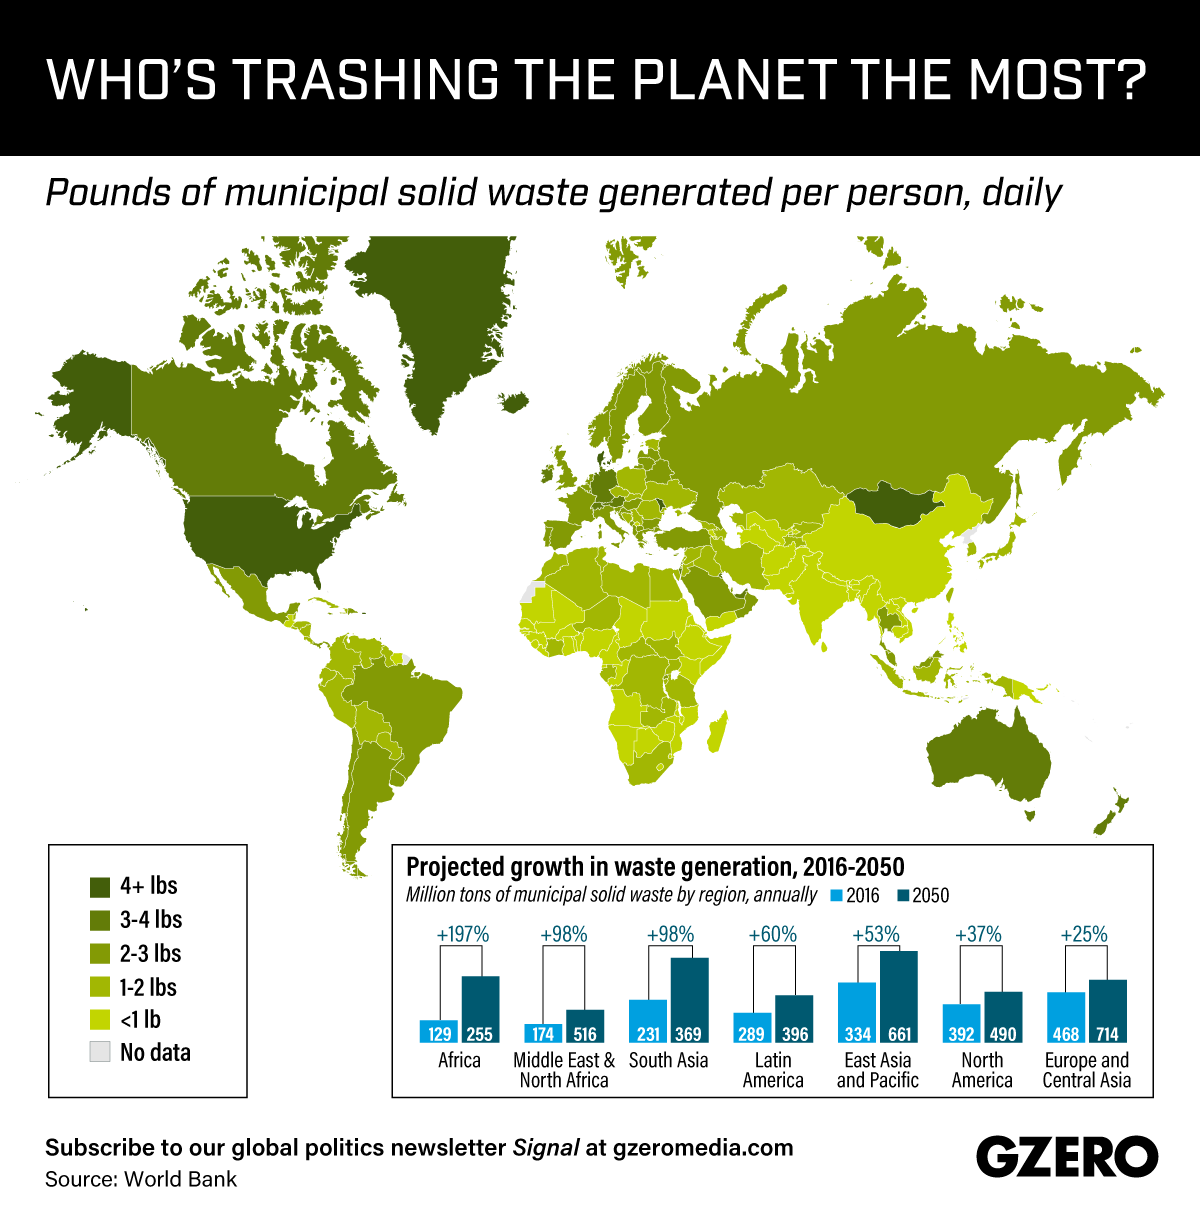 WHO'S TRASHING THE PLANET THE MOST?
Pounds of municipal solid waste generated per person, daily
4+ lbs
3-4 lbs
2-3 lbs
1-2 lbs
<1 lb
No data
Projected growth in waste generation, 2016-2050
Million tons of municipal solid waste by region, annually 2016 2050
+197% +98% +98% +60% +53% +37% +25%
129 255 174 516 231 369 289 396 334 661 392 490 468 714
Africa Middle East & South Asia Latin East Asia North Europe and
North Africa America and Pacific America Central Asia
Subscribe to our global politics newsletter Signal at gzeromedia.com
Source: World Bank
GZERO